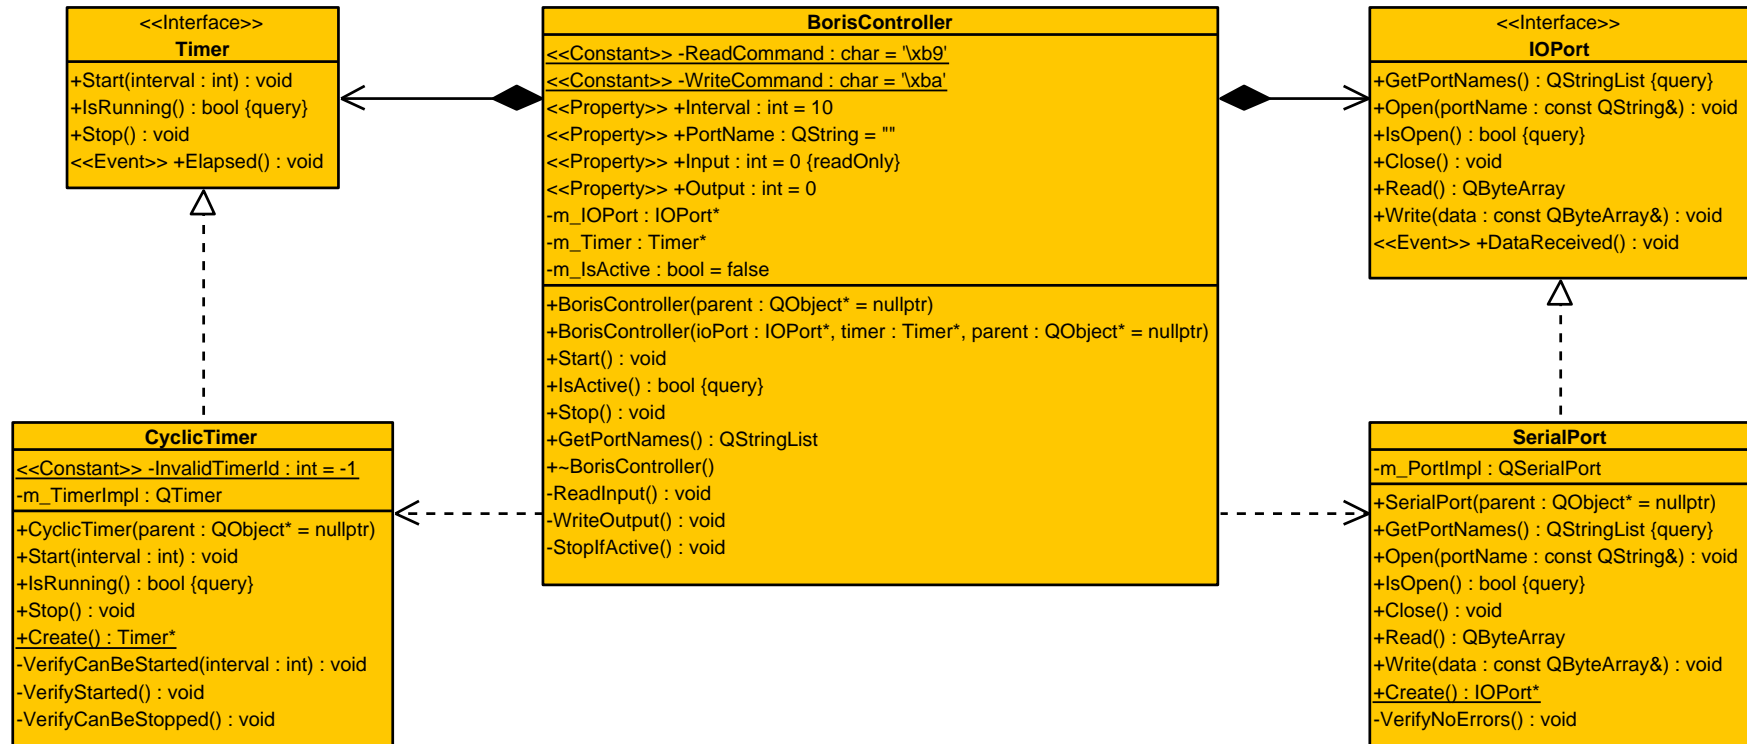 <<Interface>>
Timer
+Start(interval : int) : void
+IsRunning() : bool {query}
+Stop() : void
<<Event>> +Elapsed() : void
BorisController
<<Constant>> -ReadCommand : char = '\xb9'
<<Constant>> -WriteCommand : char = '\xba'
<<Property>> +Interval : int = 10
<<Property>> +PortName : QString = ""
<<Property>> +Input : int = 0 {readOnly}
<<Property>> +Output : int = 0
-m_IOPort : IOPort*
-m_Timer : Timer*
-m_IsActive : bool = false
+BorisController(parent : QObject* = nullptr)
+BorisController(ioPort : IOPort*, timer : Timer*, parent : QObject* = nullptr)
+Start() : void
+IsActive() : bool {query}
+Stop() : void
+GetPortNames() : QStringList
+~BorisController()
-ReadInput() : void
-WriteOutput() : void
-StopIfActive() : void
<<Interface>>
IOPort
+GetPortNames() : QStringList {query}
+Open(portName : const QString&) : void
+IsOpen() : bool {query}
+Close() : void
+Read() : QByteArray
+Write(data : const QByteArray&) : void
<<Event>> +DataReceived() : void
CyclicTimer
<<Constant>> -InvalidTimerId : int = -1
-m_TimerImpl : QTimer
+CyclicTimer(parent : QObject* = nullptr)
+Start(interval : int) : void
+IsRunning() : bool {query}
+Stop() : void
+Create() : Timer*
-VerifyCanBeStarted(interval : int) : void
-VerifyStarted() : void
-VerifyCanBeStopped() : void
SerialPort
-m_PortImpl : QSerialPort
+SerialPort(parent : QObject* = nullptr)
+GetPortNames() : QStringList {query}
+Open(portName : const QString&) : void
+IsOpen() : bool {query}
+Close() : void
+Read() : QByteArray
+Write(data : const QByteArray&) : void
+Create() : IOPort*
-VerifyNoErrors() : void